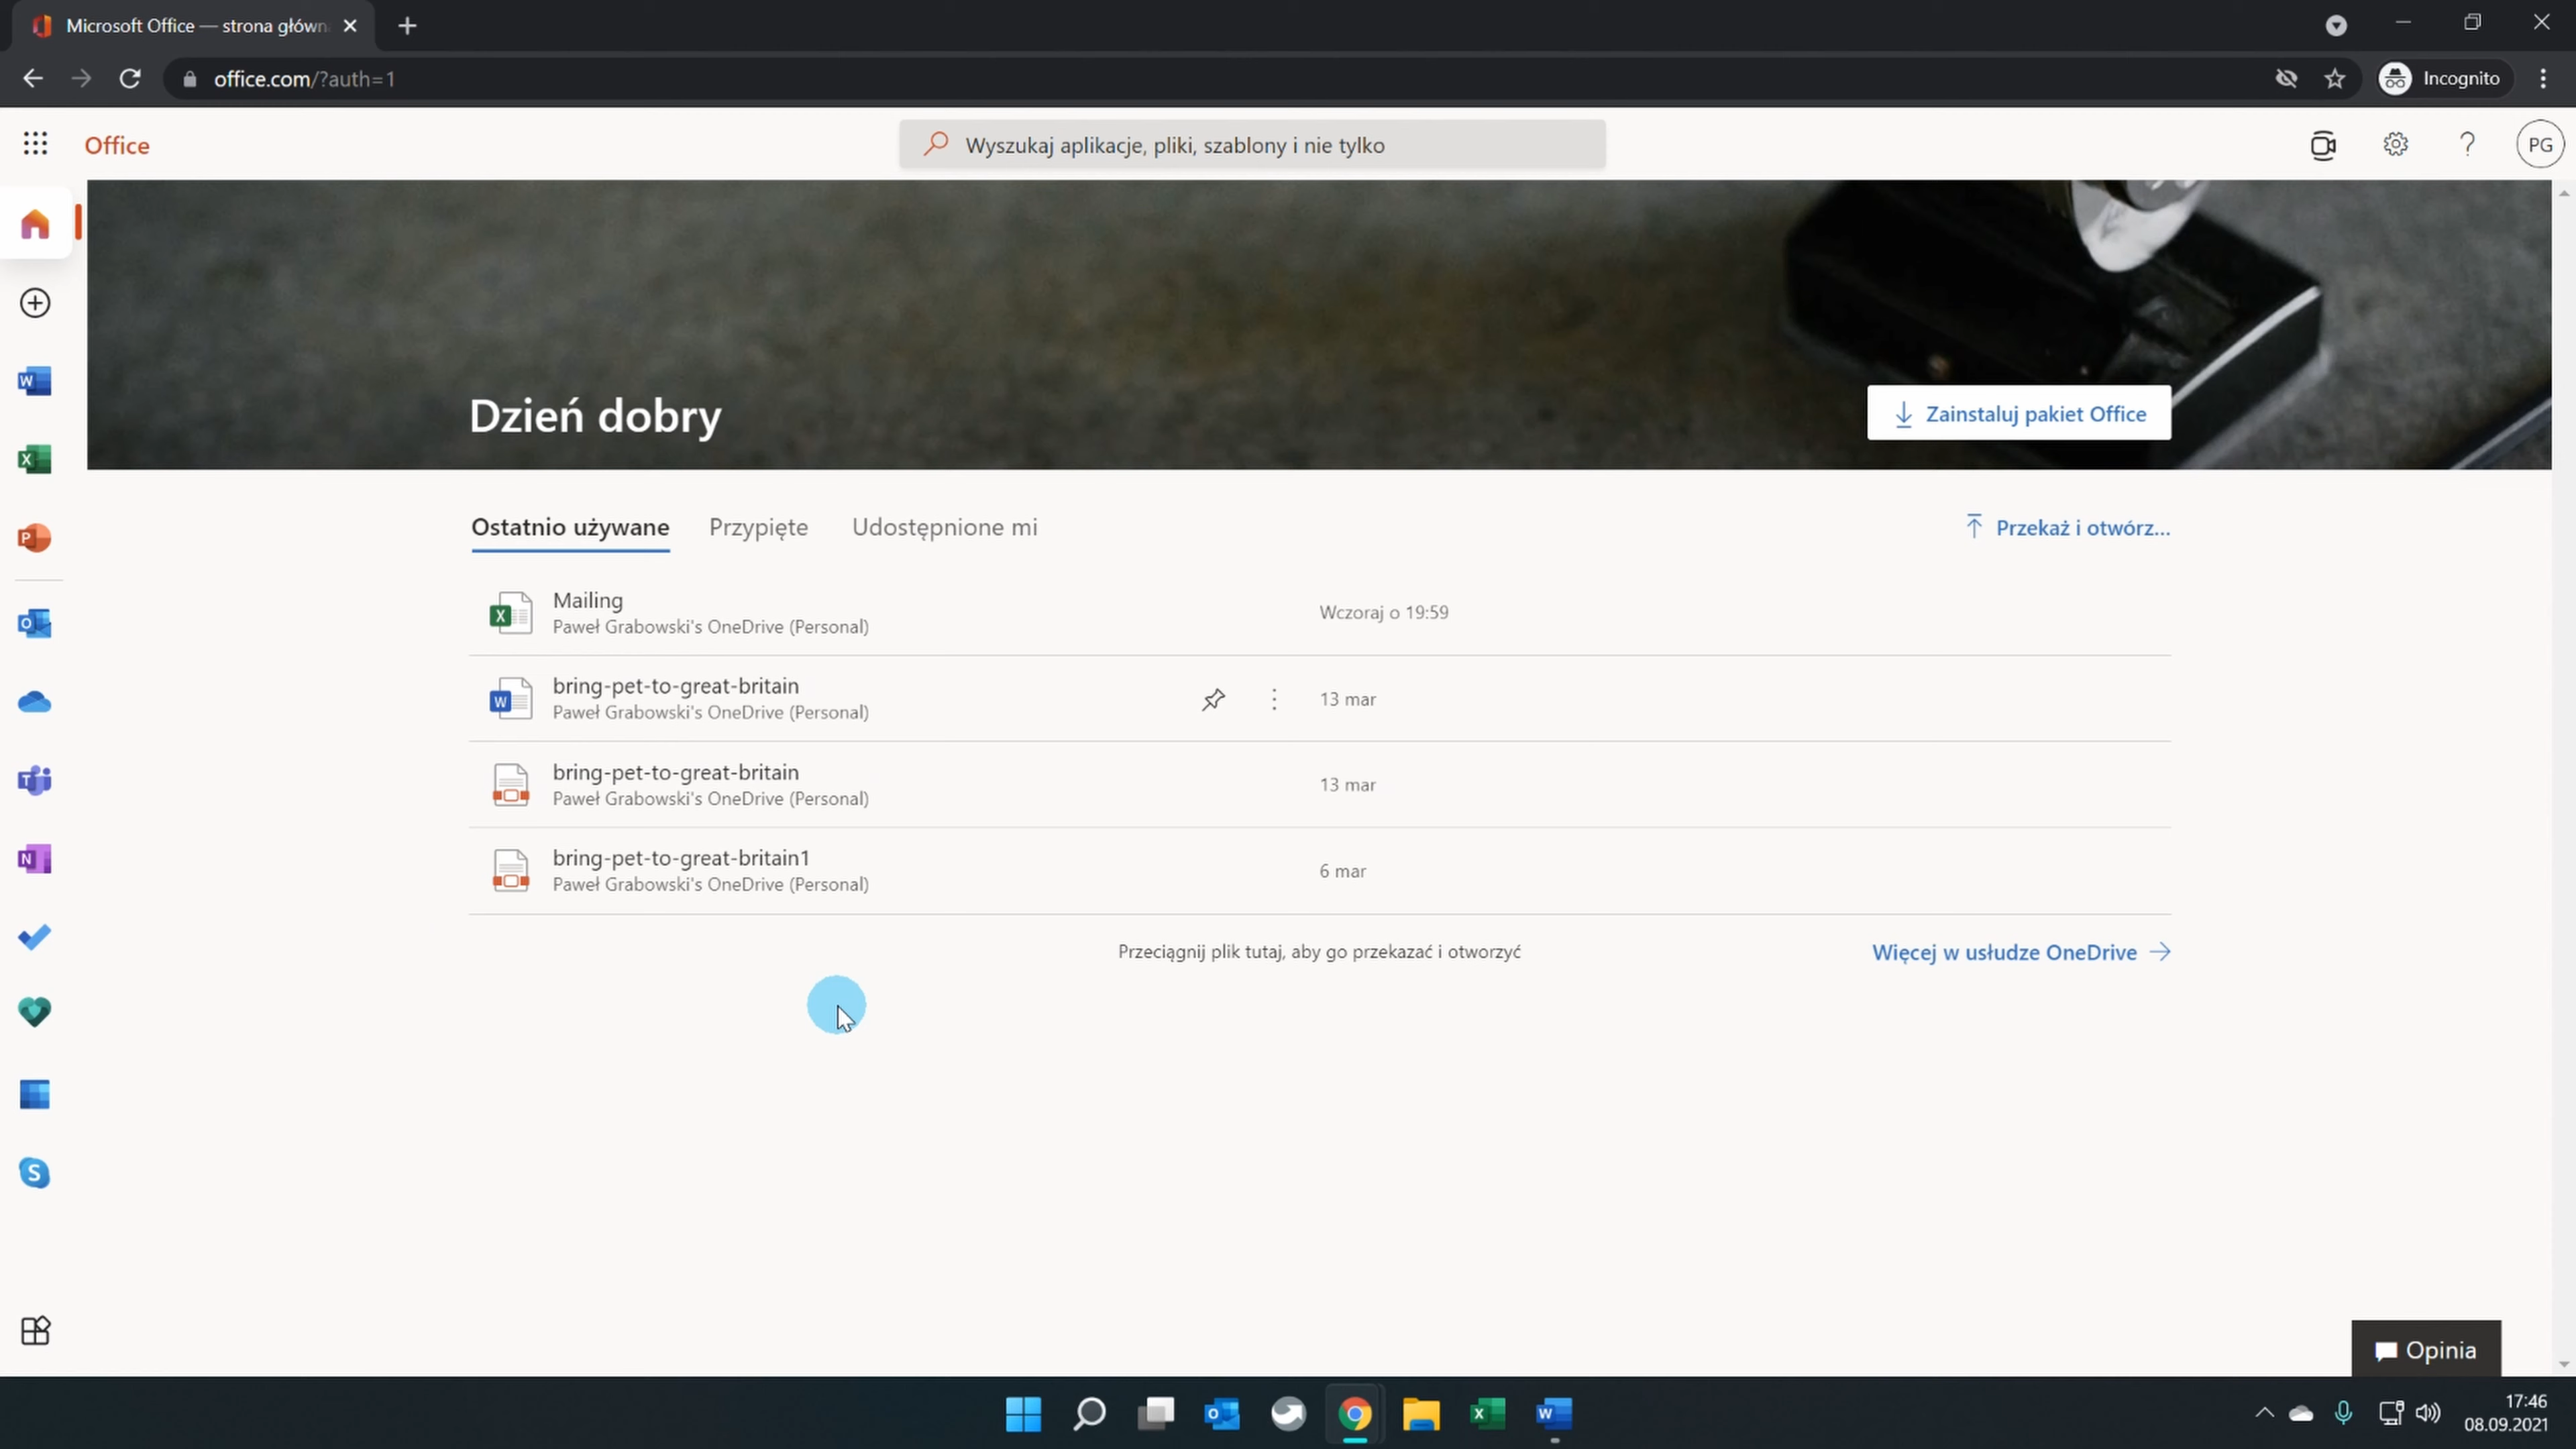 Microsoft Office — strona główn
office.com/?auth=1
Incognito
Office
Wyszukaj aplikacje, pliki, szablony i nie tylko
PG
Dzień dobry
Zainstaluj pakiet Office
Ostatnio używane
Przypięte
Udostępnione mi
Przekaż i otwórz...
Mailing
Paweł Grabowski's OneDrive (Personal)
Wczoraj o 19:59
bring-pet-to-great-britain
Paweł Grabowski's OneDrive (Personal)
13 mar
bring-pet-to-great-britain
Paweł Grabowski's OneDrive (Personal)
13 mar
bring-pet-to-great-britain1
Paweł Grabowski's OneDrive (Personal)
6 mar
Przeciągnij plik tutaj, aby go przekazać i otworzyć
Więcej w usłudze OneDrive
Opinia
17:46
08.09.2021